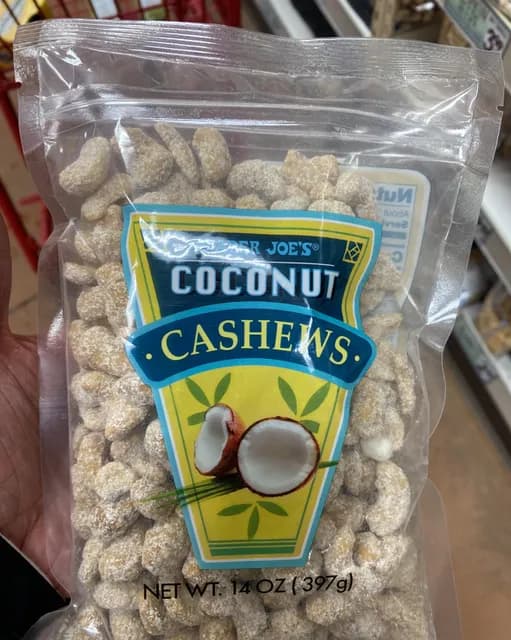 JOE'S®
COCONUT
· CASHEWS ·
NET WT. 14 OZ (397g)